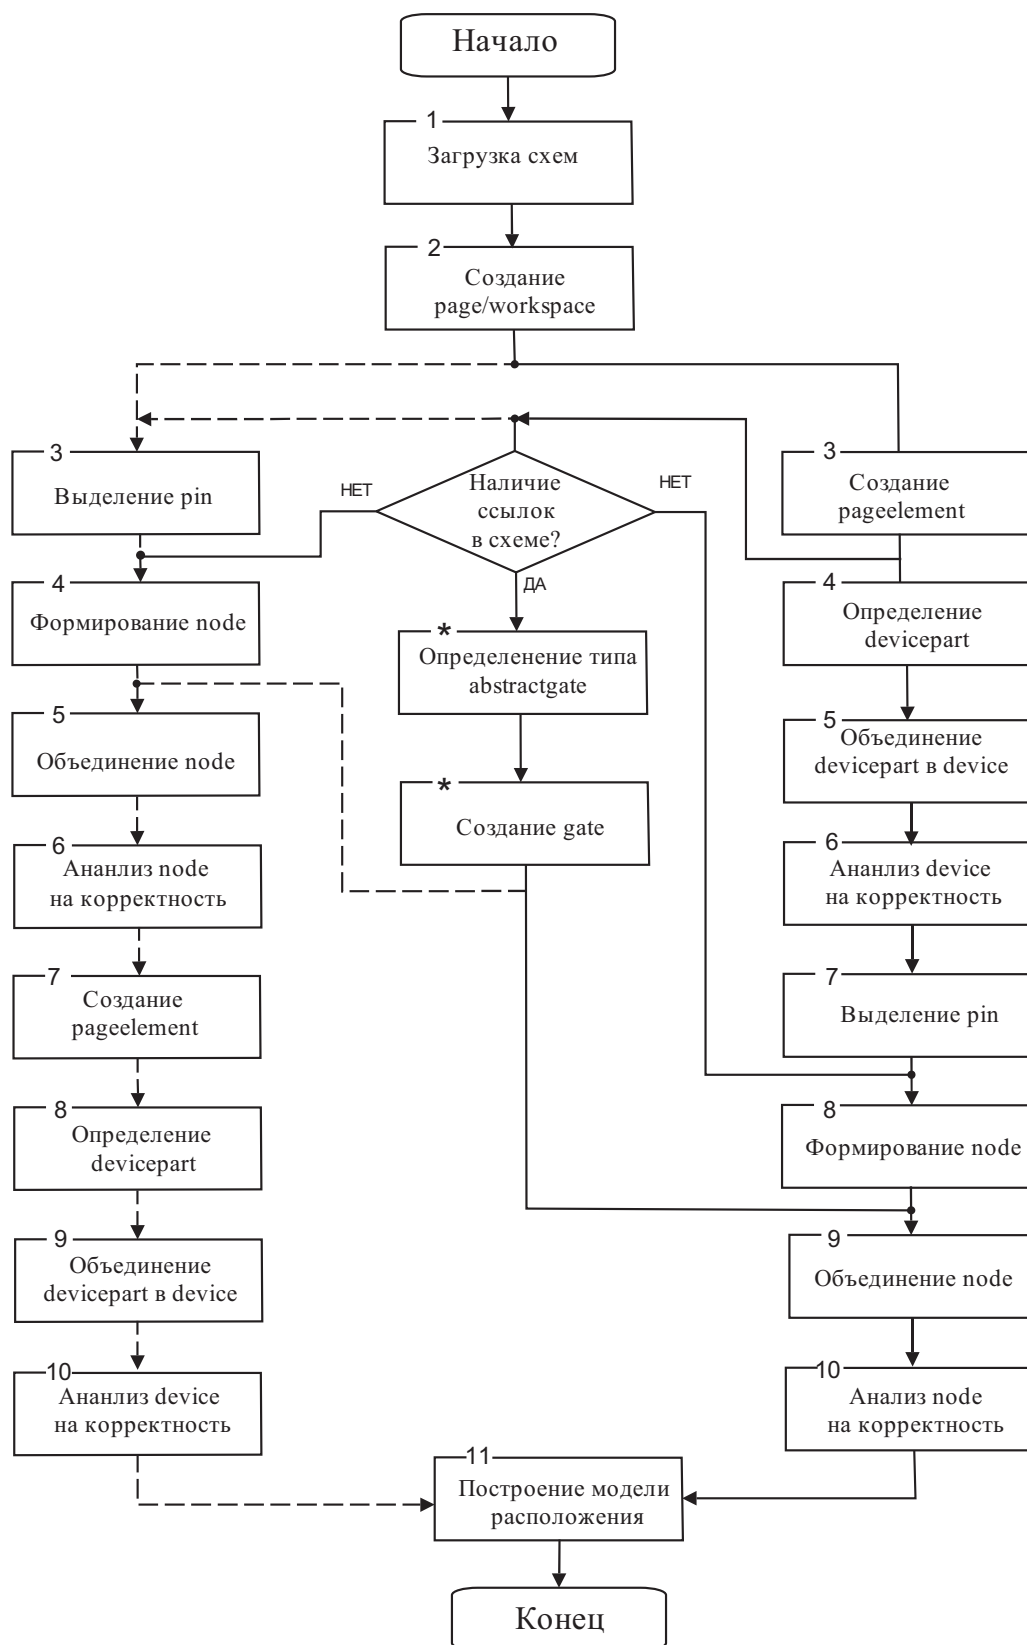 Начало
1
Загрузка схем
2
Создание
page/workspace
3
Выделение pin
НЕТ
Наличие
ссылок
в схеме?
НЕТ
ДА
3
Создание
pageelement
4
Формирование node
*
Определенение типа
abstractgate
4
Определение
devicepart
5
Объединение node
*
Создание gate
5
Объединение
devicepart в device
6
Ананлиз node
на корректность
6
Ананлиз device
на корректность
7
Создание
pageelement
7
Выделение pin
8
Определение
devicepart
8
Формирование node
9
Объединение
devicepart в device
9
Объединение node
10
Ананлиз device
на корректность
10
Анализ node
на корректность
11
Построение модели
расположения
Конец